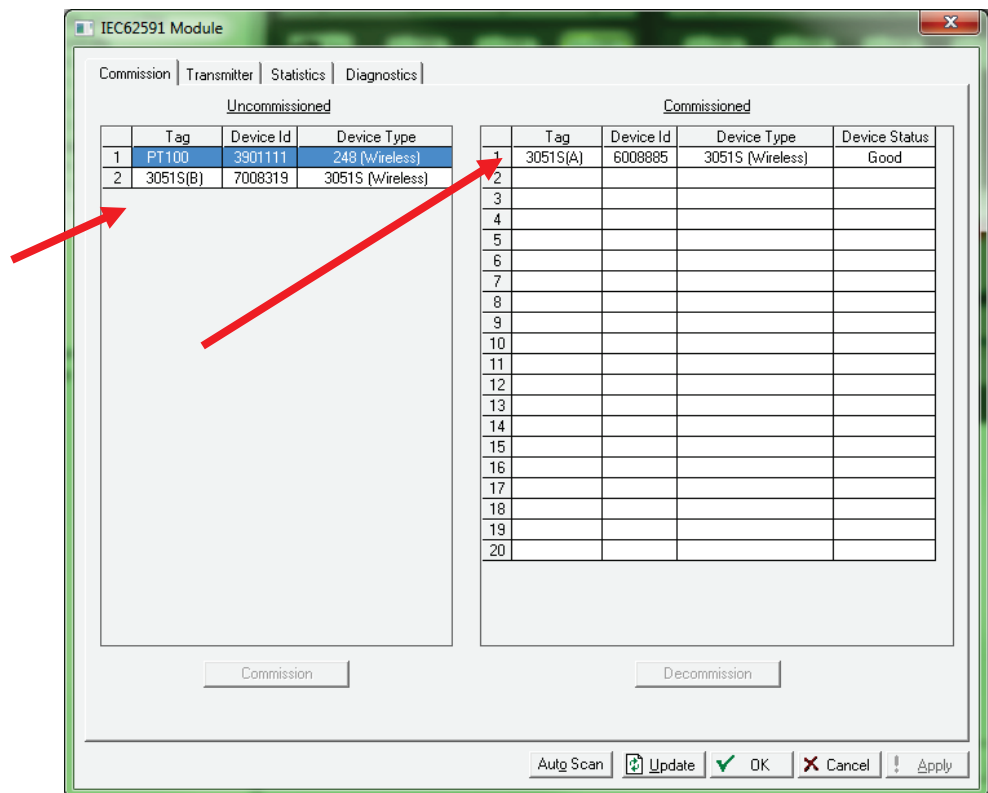 IEC62591 Module
Commission Transmitter Statistics Diagnostics
Uncommissioned Commissioned
Tag Device Id Device Type Tag Device Id Device Type Device Status
1 PT100 3901111 248 (Wireless) 1 3051S(A) 6008885 3051S (Wireless) Good
2 3051S(B) 7008319 3051S (Wireless) 2
3
4
5
6
7
8
9
10
11
12
13
14
15
16
17
18
19
20
Commission Decommission
Auto Scan Update OK Cancel Apply